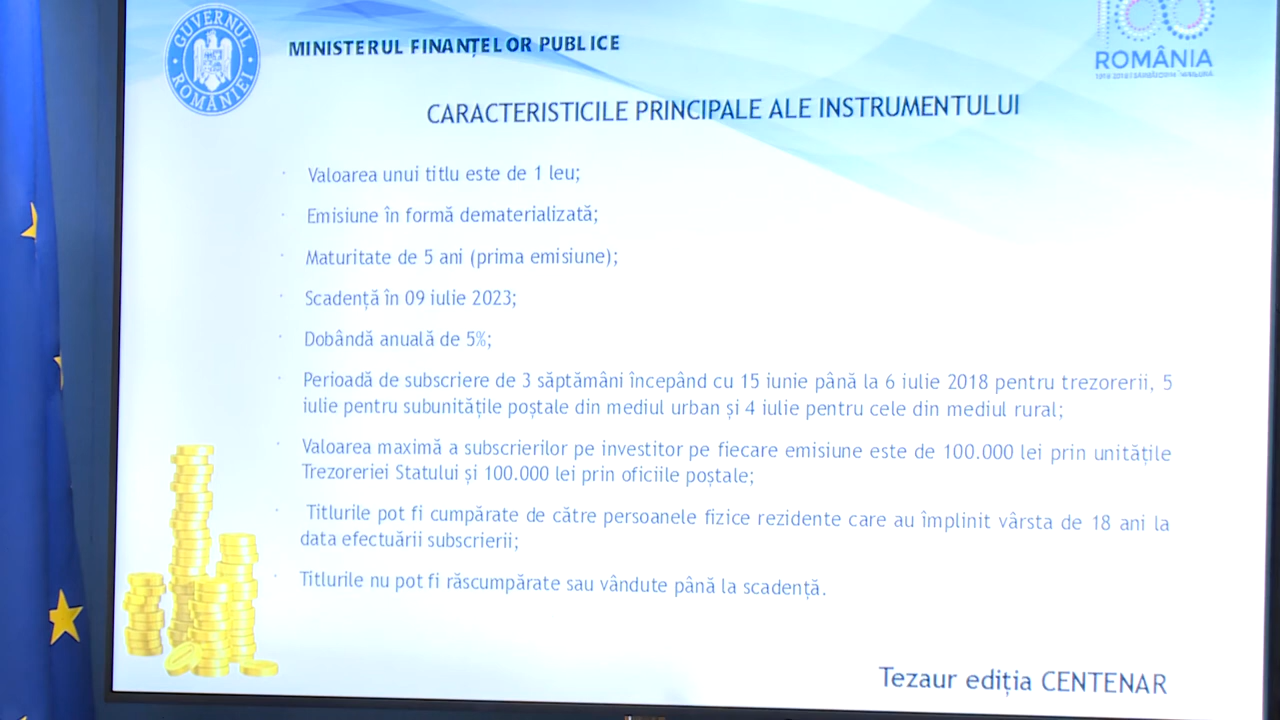 GUVERNUL ROMÂNIEI
MINISTERUL FINANȚELOR PUBLICE
100
ROMÂNIA
CARACTERISTICILE PRINCIPALE ALE INSTRUMENTULUI
Valoarea unui titlu este de 1 leu;
Emisiune în formă dematerializată;
Maturitate de 5 ani (prima emisiune);
Scadență în 09 iulie 2023;
Dobândă anuală de 5%;
Perioadă de subscriere de 3 săptămâni începând cu 15 iunie până la 6 iulie 2018 pentru trezorerii, 5
iulie pentru subunitățile poștale din mediul urban și 4 iulie pentru cele din mediul rural;
Valoarea maximă a subscrierilor pe investitor pe fiecare emisiune este de 100.000 lei prin unitățile
Trezoreriei Statului și 100.000 lei prin oficiile poștale;
Titlurile pot fi cumpărate de către persoanele fizice rezidente care au împlinit vârsta de 18 ani la
data efectuării subscrierii;
Titlurile nu pot fi răscumpărate sau vândute până la scadență.
Tezaur ediția CENTENAR